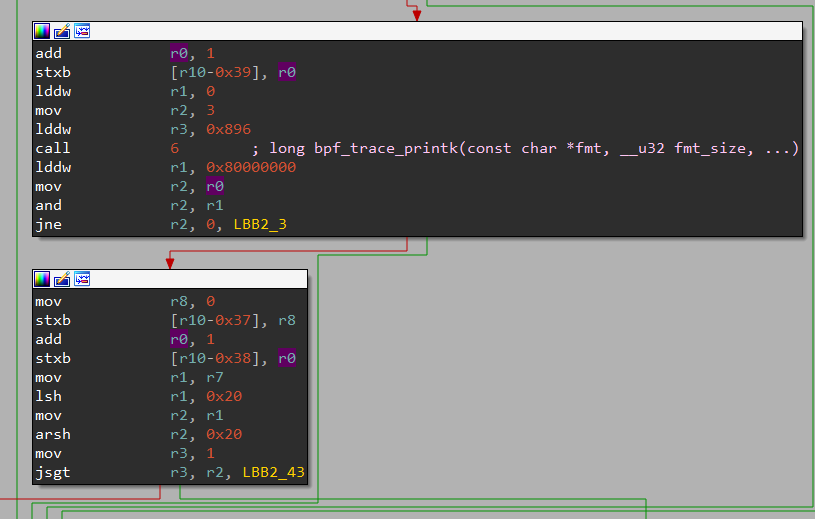 add r0, 1
stxb [r10-0x39], r0
lddw r1, 0
mov r2, 3
lddw r3, 0x896
call 6 ; long bpf_trace_printk(const char *fmt, __u32 fmt_size, ...)
lddw r1, 0x80000000
mov r2, r0
and r2, r1
jne r2, 0, LBB2_3
mov r8, 0
stxb [r10-0x37], r8
add r0, 1
stxb [r10-0x38], r0
mov r1, r7
lsh r1, 0x20
mov r2, r1
arsh r2, 0x20
mov r3, 1
jsgt r3, r2, LBB2_43